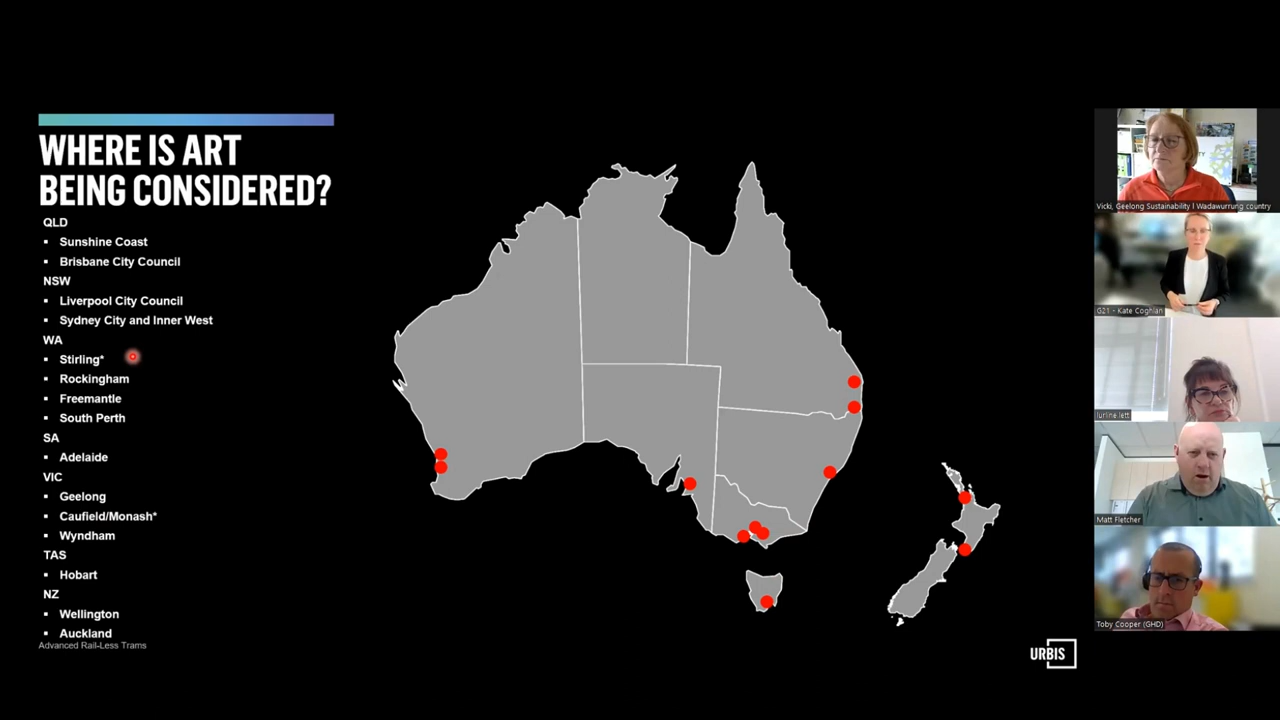 WHERE IS ART
BEING CONSIDERED?
QLD
▪ Sunshine Coast
▪ Brisbane City Council
NSW
▪ Liverpool City Council
▪ Sydney City and Inner West
WA
▪ Stirling*
▪ Rockingham
▪ Freemantle
▪ South Perth
SA
▪ Adelaide
VIC
▪ Geelong
▪ Caufield/Monash*
▪ Wyndham
TAS
▪ Hobart
NZ
▪ Wellington
▪ Auckland
Advanced Rail-Less Trams
URBIS
Vicki, Geelong Sustainability l Wadawurrung country
G21 - Kate Coghlan
lurline lett
Matt Fletcher
Toby Cooper (GHD)